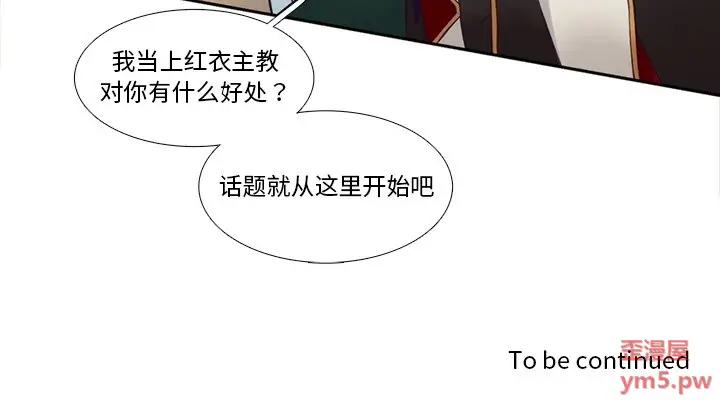 我当上红衣主教
对你有什么好处？
话题就从这里开始吧
To be continued
歪漫屋
ym5.pw